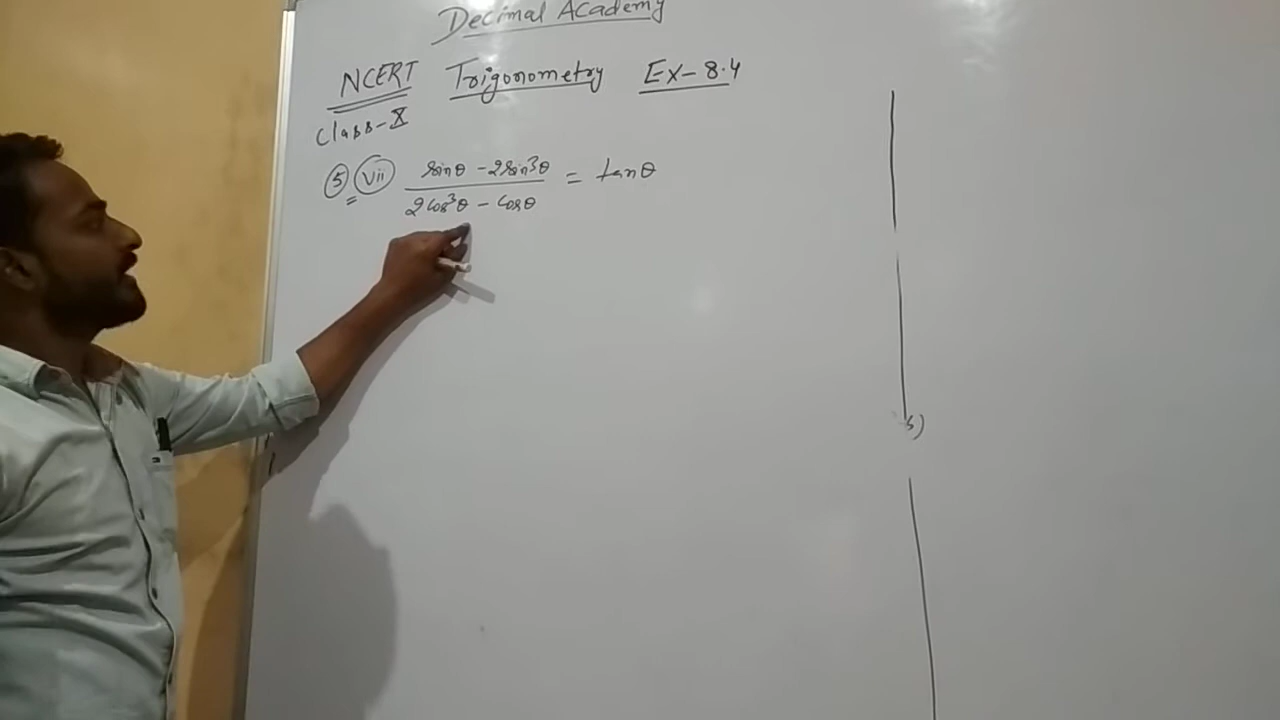 Decimal Academy
NCERT Trigonometry Ex-8.4
Class-X
5 (vii) sinθ - 2sin³θ / 2cos³θ - cosθ = tanθ